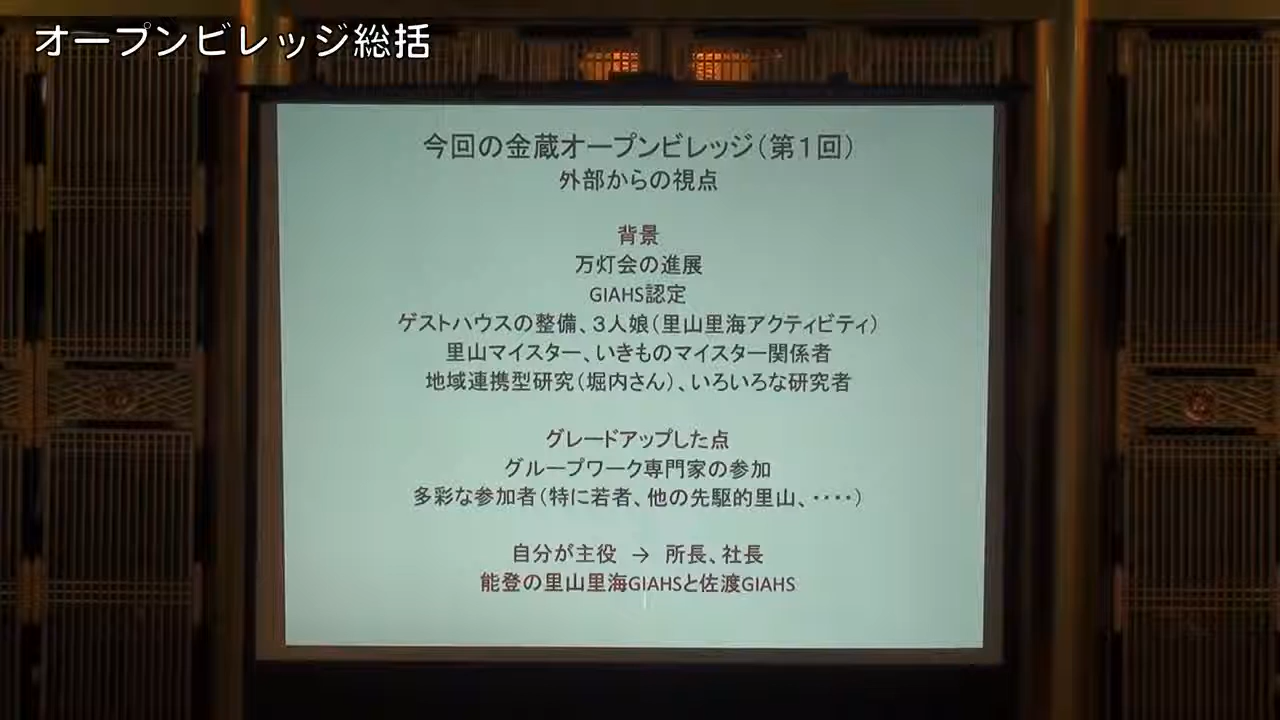 オープンビレッジ総括
今回の金蔵オープンビレッジ（第１回）
外部からの視点
背景
万灯会の進展
GIAHS認定
ゲストハウスの整備、３人娘（里山里海アクティビティ）
里山マイスター、いきものマイスター関係者
地域連携型研究（堀内さん）、いろいろな研究者
グレードアップした点
グループワーク専門家の参加
多彩な参加者（特に若者、他の先駆的里山、・・・・）
自分が主役 → 所長、社長
能登の里山里海GIAHSと佐渡GIAHS